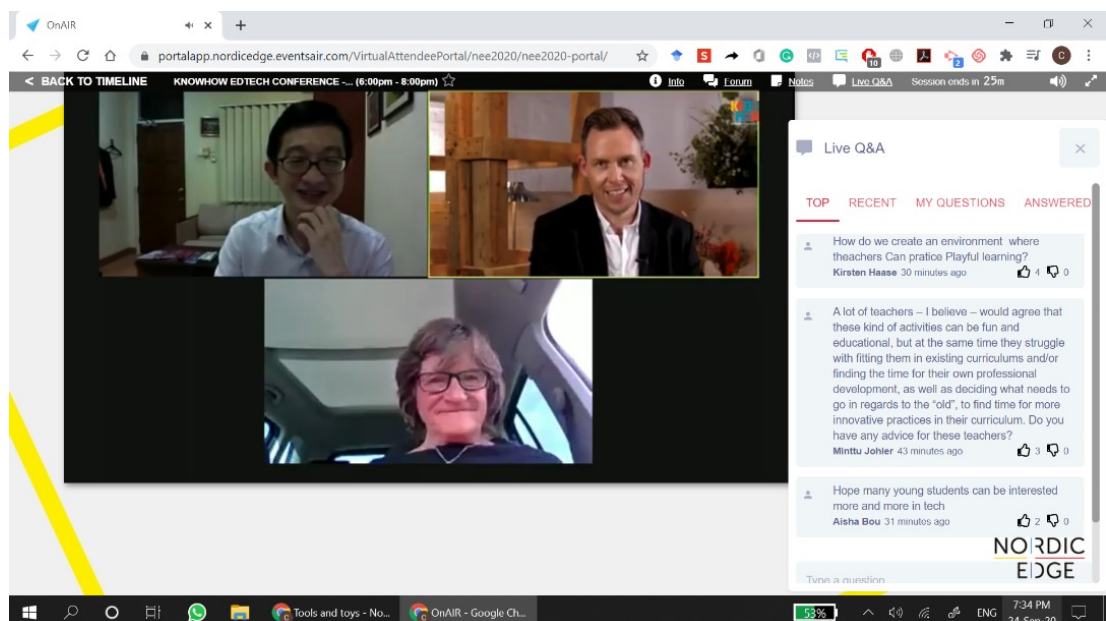 OnAIR
portalapp.nordicedge.eventsair.com/VirtualAttendeePortal/nee2020/nee2020-portal/
S
10
2
C
< BACK TO TIMELINE KNOWHOW EDTECH CONFERENCE -... (6:00pm - 8:00pm) Info Forum Notes Live Q&A Session ends in 25m
Live Q&A
TOP RECENT MY QUESTIONS ANSWERED
How do we create an environment where
theachers Can pratice Playful learning?
Kirsten Haase 30 minutes ago 4 0
A lot of teachers – I believe – would agree that
these kind of activities can be fun and
educational, but at the same time they struggle
with fitting them in existing curriculums and/or
finding the time for their own professional
development, as well as deciding what needs to
go in regards to the “old”, to find time for more
innovative practices in their curriculum. Do you
have any advice for these teachers?
Minttu Johler 43 minutes ago 3 0
Hope many young students can be interested
more and more in tech
Aisha Bou 31 minutes ago 2 0
NORDIC
EDGE
Type a question
Tools and toys - No... OnAIR - Google Ch... 53% ENG 7:34 PM
24-Sep-20